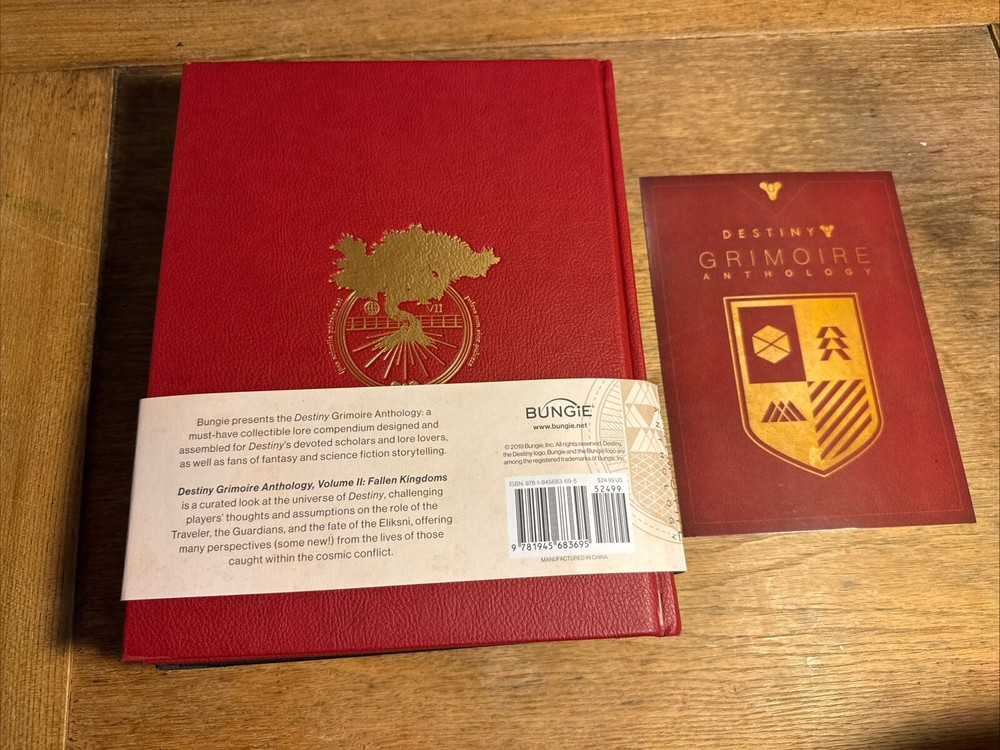 VII
Bungie presents the Destiny Grimoire Anthology: a
must-have collectible lore compendium designed and
assembled for Destiny's devoted scholars and lore lovers,
as well as fans of fantasy and science fiction storytelling.
Destiny Grimoire Anthology, Volume II: Fallen Kingdoms
is a curated look at the universe of Destiny, challenging
players' thoughts and assumptions on the role of the
Traveler, the Guardians, and the fate of the Eliksni, offering
many perspectives (some new!) from the lives of those
caught within the cosmic conflict.
BUNGiE
www.bungie.net
© 2019 Bungie, Inc. All rights reserved. Destiny,
the Destiny logo, Bungie and the Bungie logo are
among the registered trademarks of Bungie, Inc.
ISBN: 978-1-945683-69-5 $24.99 US
52499
9 781945 683695
MANUFACTURED IN CHINA
DESTINY
GRIMOIRE
ANTHOLOGY